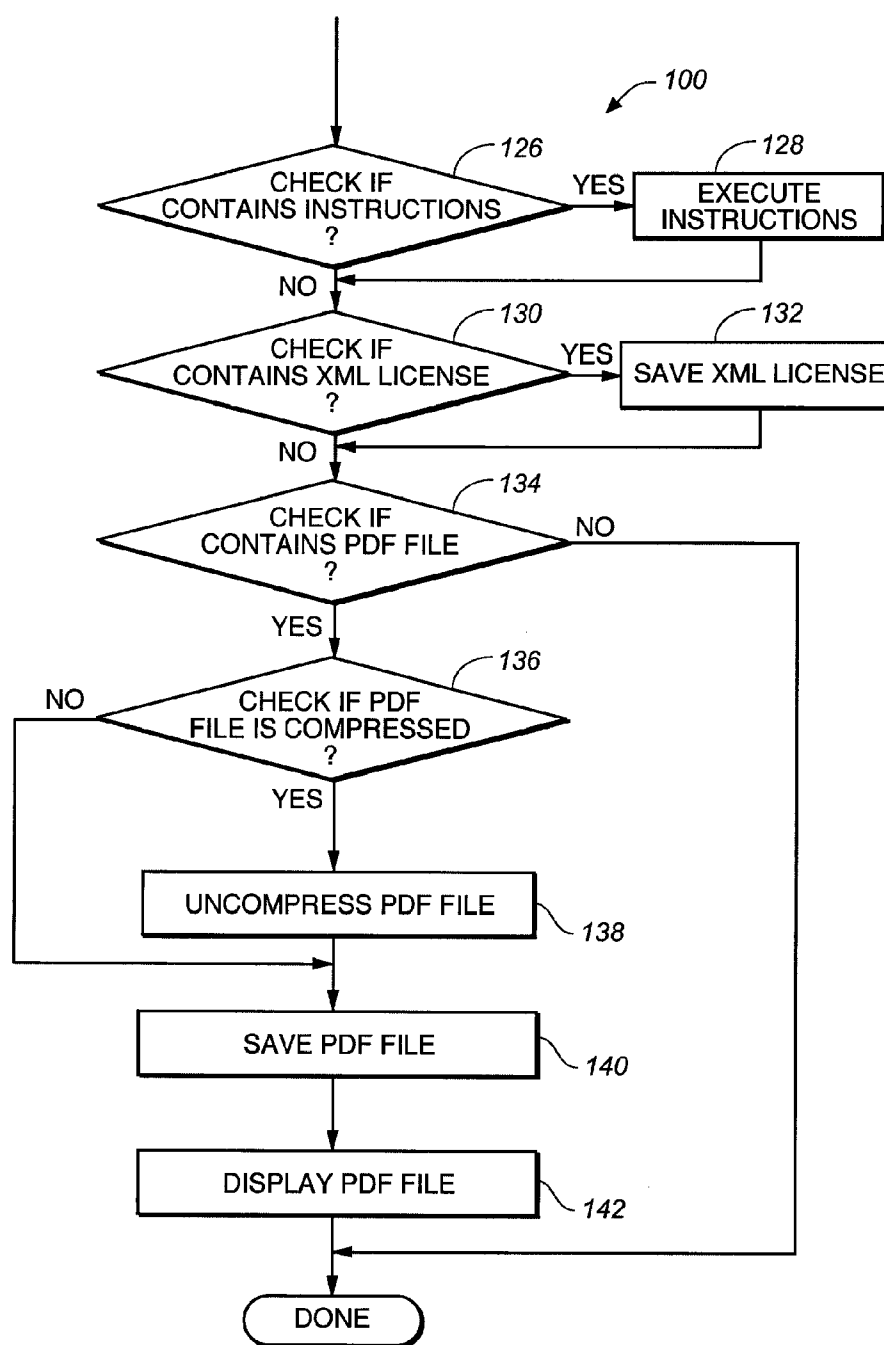 100
126
CHECK IF
CONTAINS INSTRUCTIONS
?
YES
128
EXECUTE
INSTRUCTIONS
NO
130
CHECK IF
CONTAINS XML LICENSE
?
YES
132
SAVE XML LICENSE
NO
134
CHECK IF
CONTAINS PDF FILE
?
NO
YES
136
CHECK IF PDF
FILE IS COMPRESSED
?
NO
YES
UNCOMPRESS PDF FILE
138
SAVE PDF FILE
140
DISPLAY PDF FILE
142
DONE